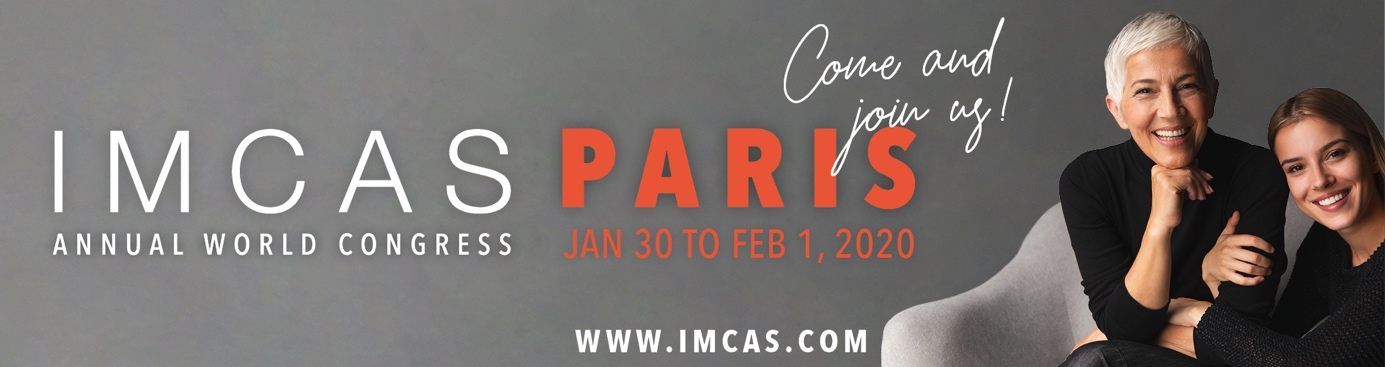 Come and
join us!
IMCAS PARIS
ANNUAL WORLD CONGRESS JAN 30 TO FEB 1, 2020
WWW.IMCAS.COM